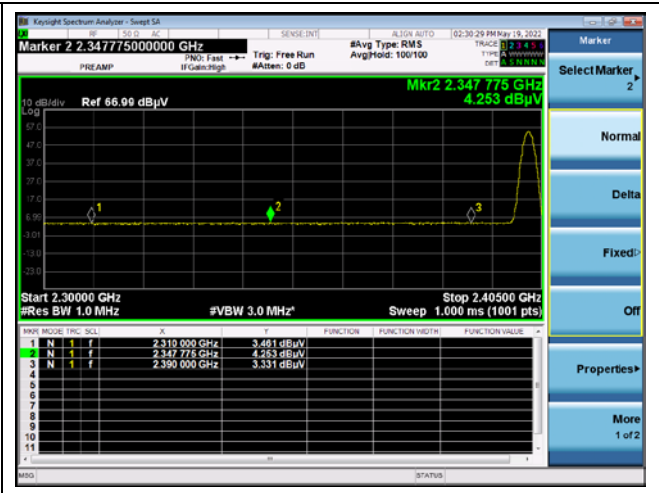 Keysight Spectrum Analyzer - Swept SA
RF 50 Ω AC SENSE:INT ALIGN AUTO 02:30:29 PM May 19, 2022
Marker 2 2.347775000000 GHz
PREAMP
PNO: Fast
IFGain:High
Trig: Free Run
#Atten: 0 dB
#Avg Type: RMS
Avg|Hold: 100/100
TRACE 1 2 3 4 5 6
TYPE A
DET A S N N N N
Mkr2 2.347 775 GHz
4.253 dBµV
10 dB/div Ref 66.99 dBµV
Log
57.0
47.0
37.0
27.0
17.0
6.99
-3.01
-13.0
-23.0
1
2
3
Start 2.30000 GHz Stop 2.40500 GHz
#Res BW 1.0 MHz #VBW 3.0 MHz* Sweep 1.000 ms (1001 pts)
MKR MODE TRC SCL X Y FUNCTION FUNCTION WIDTH FUNCTION VALUE
1 N 1 f 2.310 000 GHz 3.461 dBµV
2 N 1 f 2.347 775 GHz 4.253 dBµV
3 N 1 f 2.390 000 GHz 3.331 dBµV
4
5
6
7
8
9
10
11
MSG STATUS
Marker
Select Marker
2
Normal
Delta
Fixed
Off
Properties
More
1 of 2